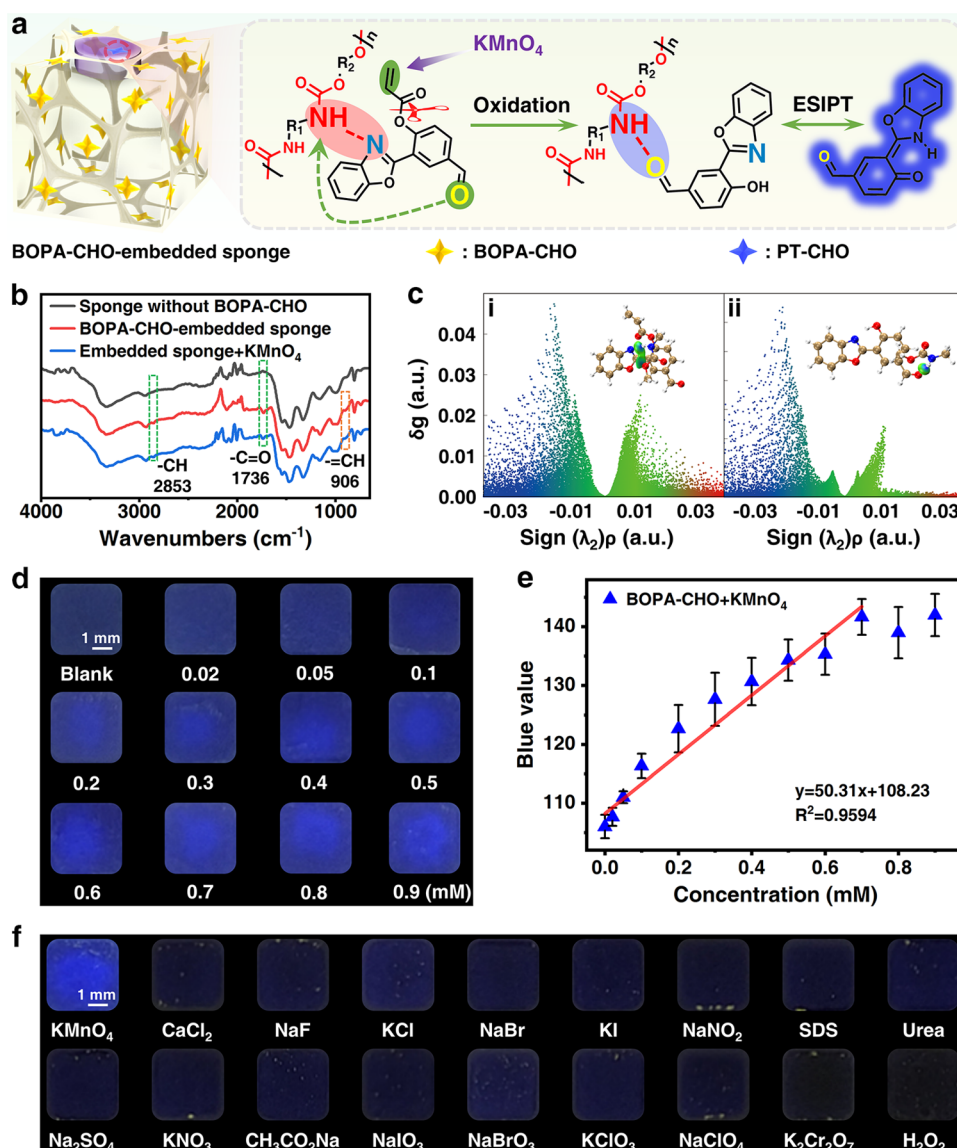 a
KMnO₄
Oxidation
ESIPT
R₂
O
n
O
O
NH
R₁
NH
O
N
O
O
O
O
R₂
O
n
O
O
NH
R₁
NH
O
O
O
N
OH
O
N
H
O
O
BOPA-CHO-embedded sponge
: BOPA-CHO
: PT-CHO
b
Sponge without BOPA-CHO
BOPA-CHO-embedded sponge
Embedded sponge+KMnO₄
-CH
2853
-C=O
1736
-=CH
906
4000 3000 2000 1000
Wavenumbers (cm⁻¹)
c
i
ii
δg (a.u.)
0.04
0.03
0.02
0.01
0.00
-0.03 -0.01 0.01 0.03
-0.03 -0.01 0.01 0.03
Sign (λ₂)ρ (a.u.)
Sign (λ₂)ρ (a.u.)
d
1 mm
Blank 0.02 0.05 0.1
0.2 0.3 0.4 0.5
0.6 0.7 0.8 0.9 (mM)
e
BOPA-CHO+KMnO₄
Blue value
140
130
120
110
y=50.31x+108.23
R²=0.9594
0.0 0.2 0.4 0.6 0.8
Concentration (mM)
f
1 mm
KMnO₄ CaCl₂ NaF KCl NaBr KI NaNO₂ SDS Urea
Na₂SO₄ KNO₃ CH₃CO₂Na NaIO₃ NaBrO₃ KClO₃ NaClO₄ K₂Cr₂O₇ H₂O₂